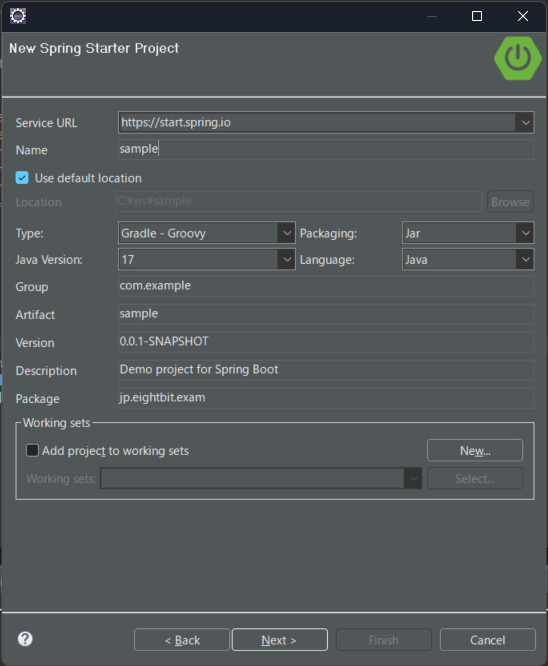 New Spring Starter Project
Service URL https://start.spring.io
Name sample
Use default location
Location C:¥ws¥sample Browse
Type: Gradle - Groovy Packaging: Jar
Java Version: 17 Language: Java
Group com.example
Artifact sample
Version 0.0.1-SNAPSHOT
Description Demo project for Spring Boot
Package jp.eightbit.exam
Working sets
Add project to working sets New...
Working sets: Select...
< Back Next > Finish Cancel